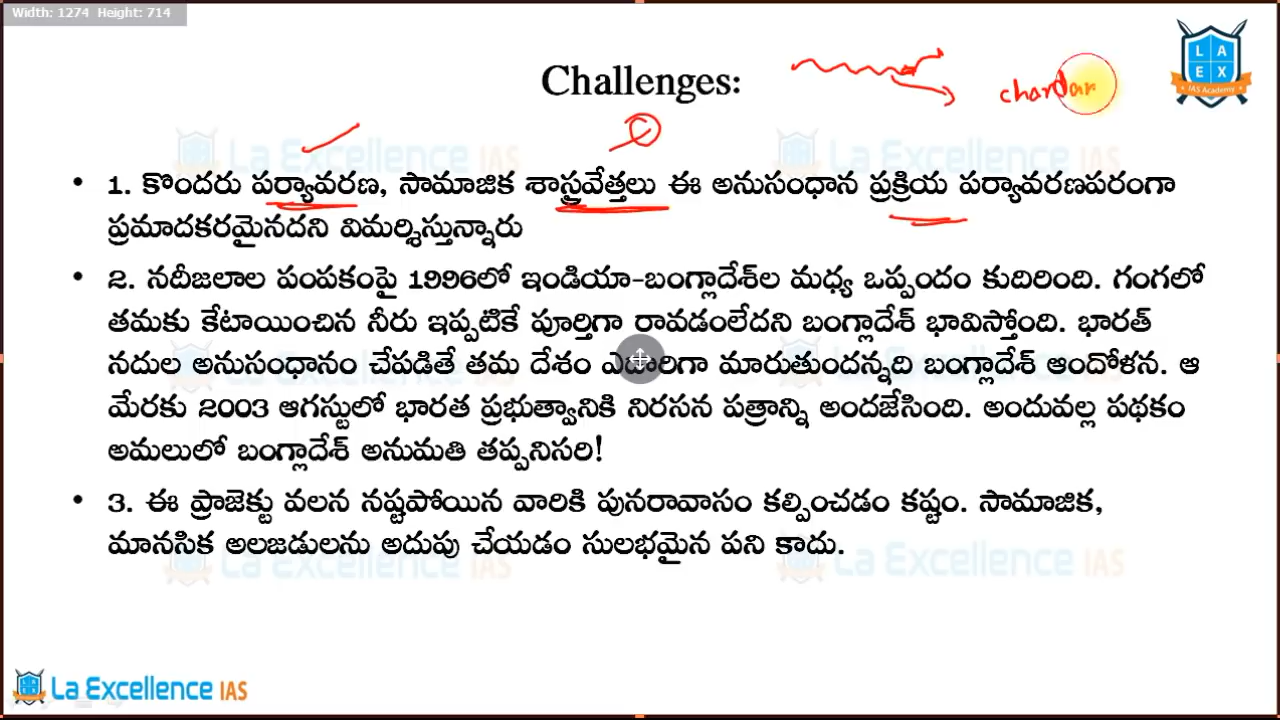 Width: 1274 Height: 714
Challenges:
chandan
L A
E X
IAS Academy
• 1. కొందరు పర్యావరణ, సామాజిక శాస్త్రవేత్తలు ఈ అనుసంధాన ప్రక్రియ పర్యావరణపరంగా
ప్రమాదకరమైనదని విమర్శిస్తున్నారు
• 2. నదీజలాల పంపకంపై 1996లో ఇండియా-బంగ్లాదేశ్‌ల మధ్య ఒప్పందం కుదిరింది. గంగలో
తమకు కేటాయించిన నీరు ఇప్పటికే పూర్తిగా రావడంలేదని బంగ్లాదేశ్ భావిస్తోంది. భారత్
నదుల అనుసంధానం చేపడితే తమ దేశం ఎడారిగా మారుతుందన్నది బంగ్లాదేశ్ ఆందోళన. ఆ
మేరకు 2003 ఆగస్టులో భారత ప్రభుత్వానికి నిరసన పత్రాన్ని అందజేసింది. అందువల్ల పథకం
అమలులో బంగ్లాదేశ్ అనుమతి తప్పనిసరి!
• 3. ఈ ప్రాజెక్టు వలన నష్టపోయిన వారికి పునరావాసం కల్పించడం కష్టం. సామాజిక,
మానసిక అలజడులను అదుపు చేయడం సులభమైన పని కాదు.
La Excellence IAS